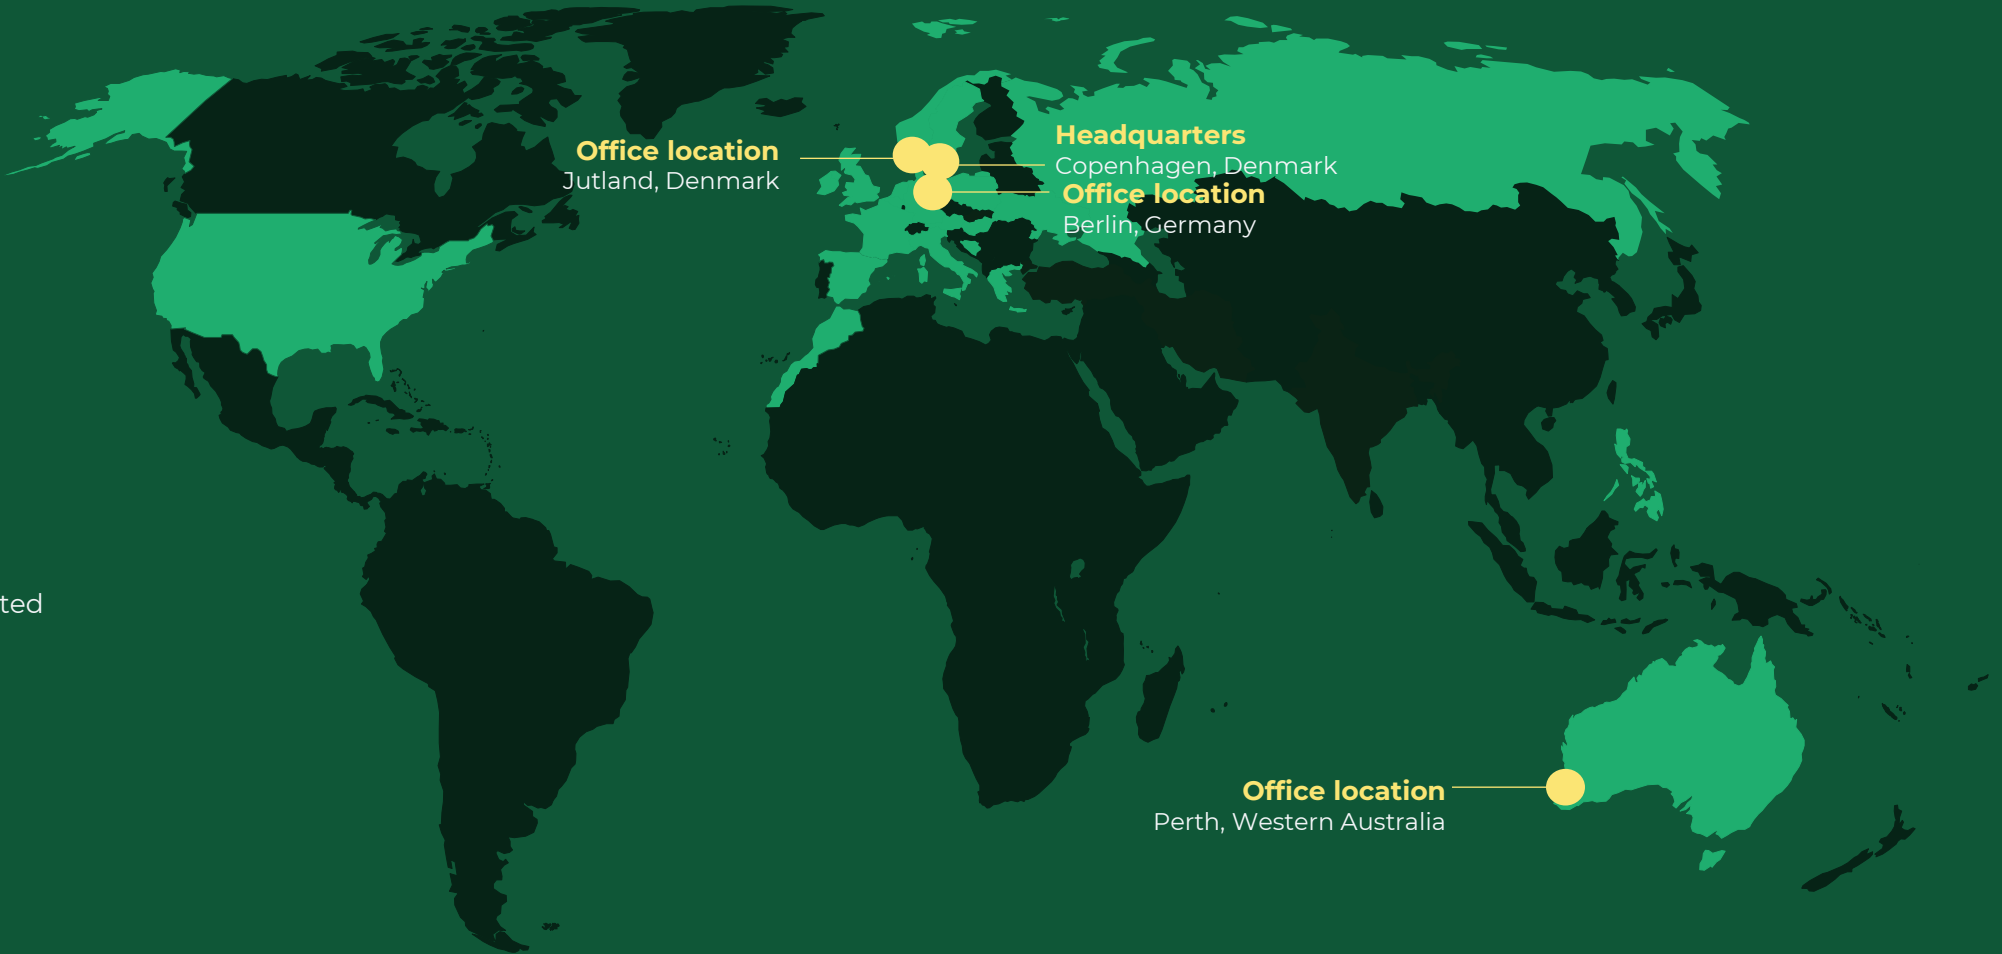 Office location
Jutland, Denmark
Headquarters
Copenhagen, Denmark
Office location
Berlin, Germany
ted
Office location
Perth, Western Australia